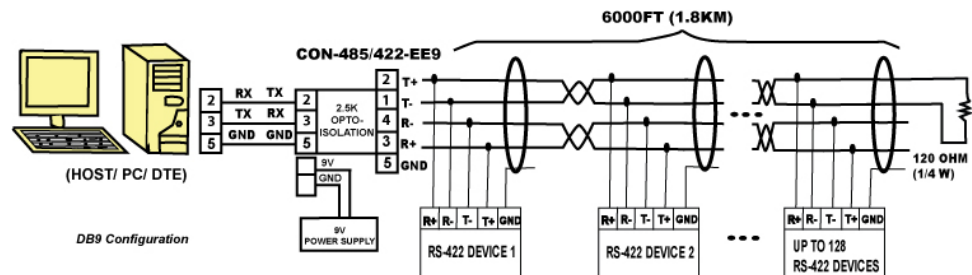 6000FT (1.8KM)
CON-485/422-EE9
2 RX TX 2
3 TX RX 3
5 GND GND 5
2.5K
OPTO-
ISOLATION
2 T+
1 T-
4 R-
3 R+
5 GND
9V
GND
9V
POWER SUPPLY
(HOST/ PC/ DTE)
DB9 Configuration
120 OHM
(1/4 W)
R+ R- T- T+ GND
RS-422 DEVICE 1
R+ R- T- T+ GND
RS-422 DEVICE 2
R+ R- T- T+ GND
UP TO 128
RS-422 DEVICES